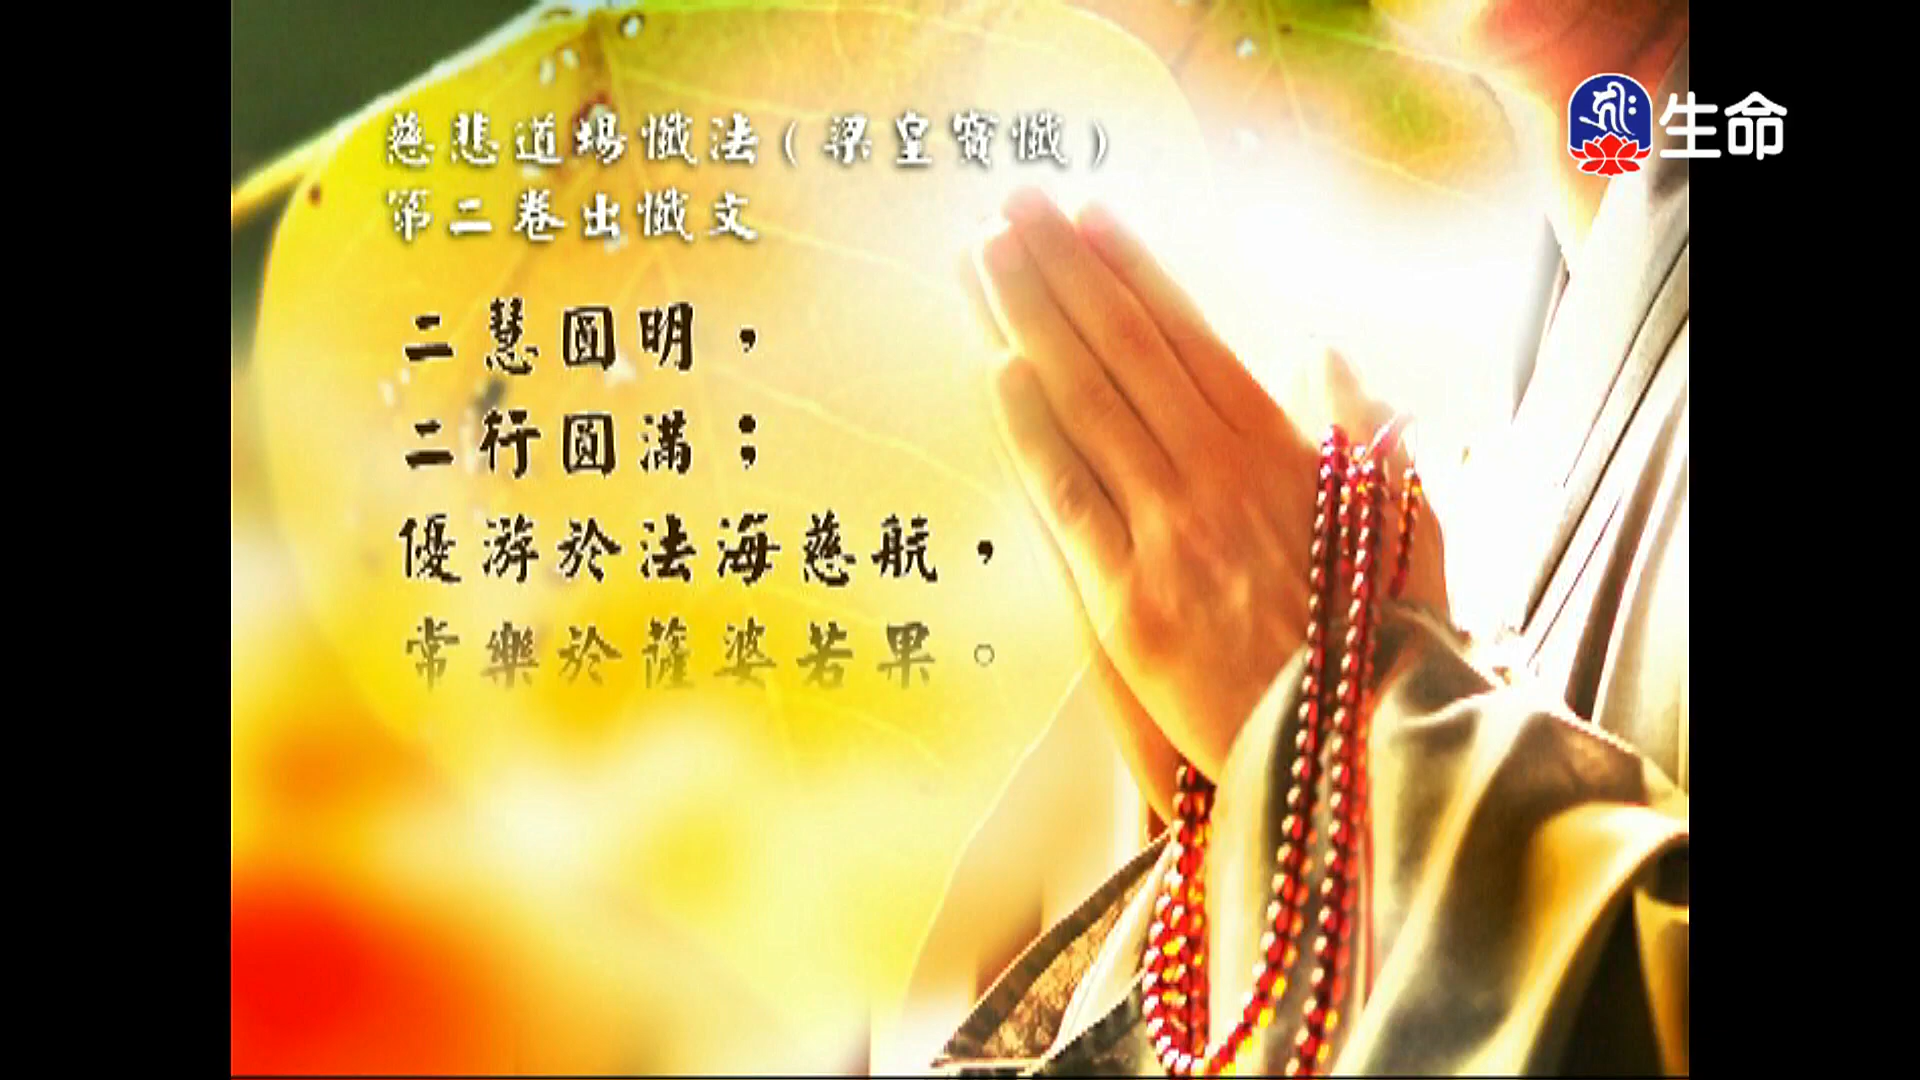 慈悲道場懺法（梁皇寶懺）
第二卷出懺文
二慧圓明，
二行圓滿；
優游於法海慈航，
常樂於薩婆若果。
生命